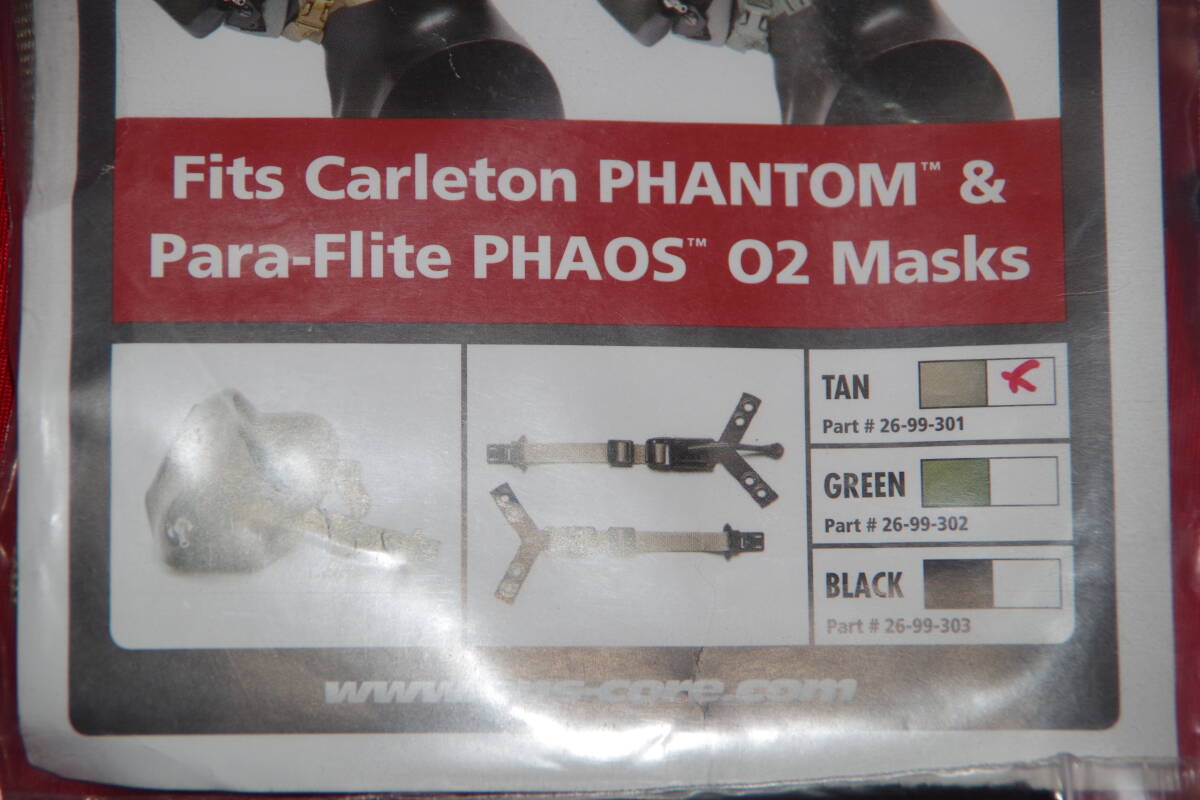 Fits Carleton PHANTOM™ &
Para-Flite PHAOS™ O2 Masks
TAN
Part # 26-99-301
GREEN
Part # 26-99-302
BLACK
Part # 26-99-303